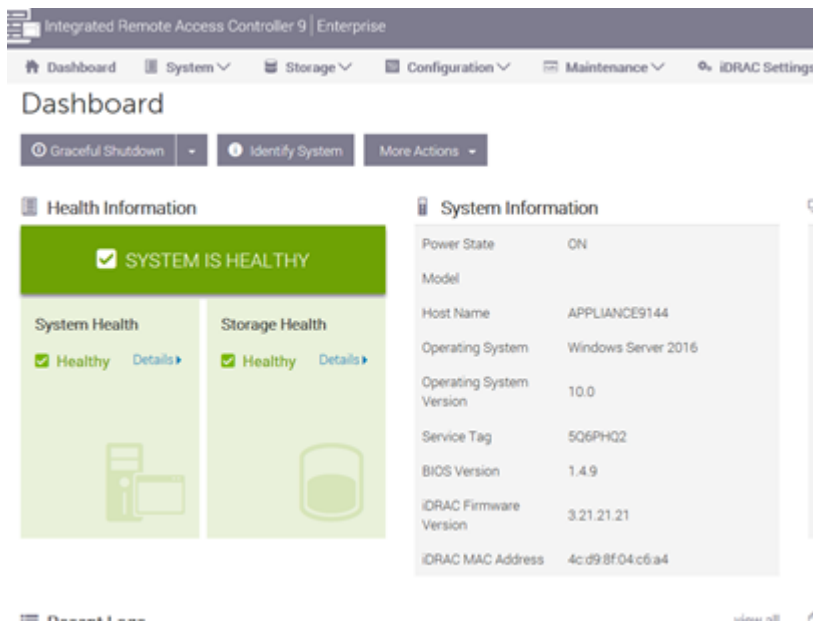 Integrated Remote Access Controller 9 | Enterprise
Dashboard System Storage Configuration Maintenance iDRAC Settings
Dashboard
Graceful Shutdown Identify System More Actions
Health Information
SYSTEM IS HEALTHY
System Health
Healthy Details
Storage Health
Healthy Details
System Information
Power State ON
Model
Host Name APPLIANCE9144
Operating System Windows Server 2016
Operating System
Version 10.0
Service Tag 5Q6PHQ2
BIOS Version 1.4.9
iDRAC Firmware
Version 3.21.21.21
iDRAC MAC Address 4c:d9:8f:04:c6:a4
Recent Logs
view all